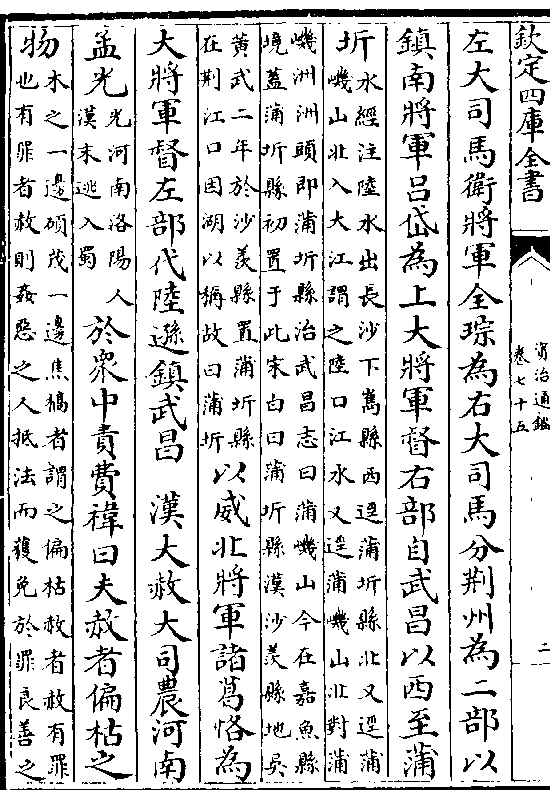 欽定四庫全書
資治通鑑
卷七十五
二
左大司馬衛將軍全琮為右大司馬分荆州為二部以
鎮南將軍吕岱為上大將軍督右部自武昌以西至蒲
圻
水經注陸水出長沙下雋縣西逕蒲圻縣北又逕蒲
磯山北入大江謂之陸口江水又逕蒲磯山北對蒲
磯洲洲頭即蒲圻縣治武昌志曰蒲磯山今在嘉魚縣
境蓋蒲圻縣初置于此宋白曰蒲圻縣漢沙羡縣地吳
黄武二年於沙羡縣置蒲圻縣
在荆江口因湖以稱故曰蒲圻
以威北將軍諸葛恪為
大將軍督左部代陸遜鎮武昌　漢大赦大司農河南
孟光
光河南洛陽人
漢末逃入蜀
於衆中責費禕曰夫赦者偏枯之
物
木之一邊碩茂一邊焦槁者謂之偏枯赦者赦有罪
也有罪者赦則姦惡之人抵法而獲免於罪良善之